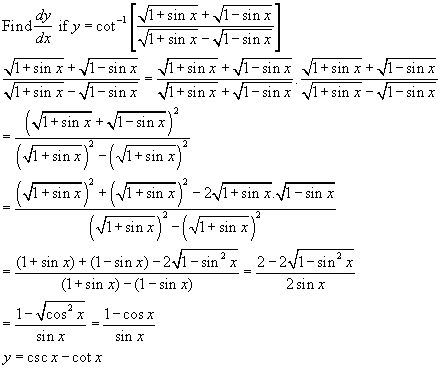 Find dy/dx if y = cot⁻¹[(√(1+sin x) + √(1−sin x))/(√(1+sin x) − √(1−sin x))]
(√(1+sin x) + √(1−sin x))/(√(1+sin x) − √(1−sin x)) = (√(1+sin x) + √(1−sin x))/(√(1+sin x) + √(1−sin x)) . (√(1+sin x) + √(1−sin x))/(√(1+sin x) − √(1−sin x))
= (√(1+sin x) + √(1−sin x))²/((√(1+sin x))² − (√(1+sin x))²)
= ((√(1+sin x))² + (√(1+sin x))² − 2√(1+sin x).√(1−sin x))/((√(1+sin x))² − (√(1+sin x))²)
= ((1+sin x) + (1−sin x) − 2√(1−sin² x))/((1+sin x) − (1−sin x)) = (2−2√(1−sin² x))/(2 sin x)
= (1−√(cos² x))/(sin x) = (1−cos x)/(sin x)
y = csc x − cot x